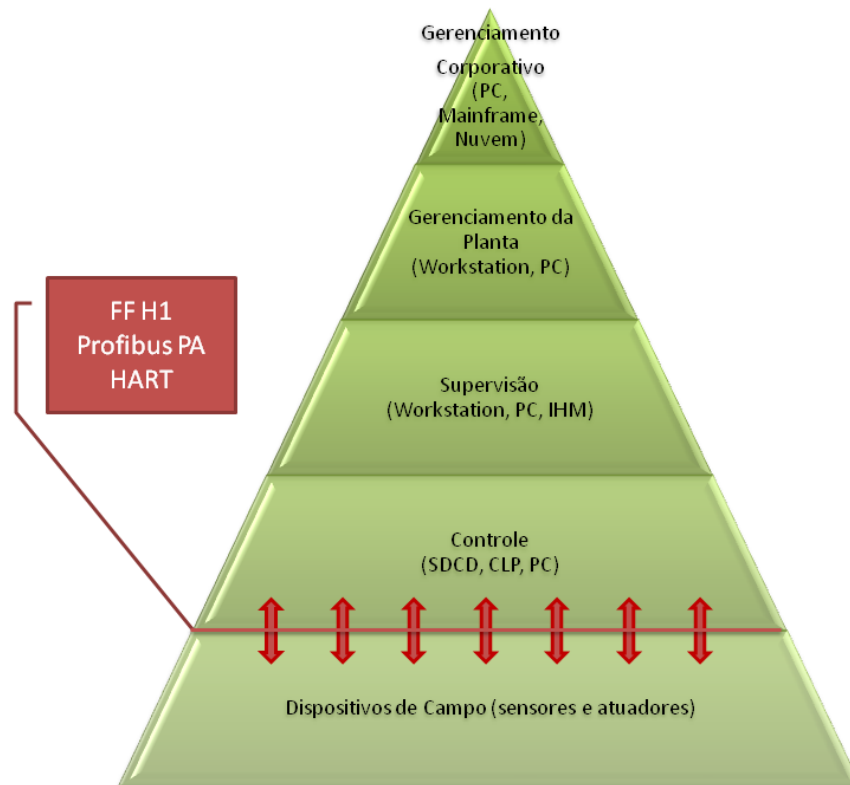 Gerenciamento
Corporativo
(PC,
Mainframe,
Nuvem)
Gerenciamento da
Planta
(Workstation, PC)
FF H1
Profibus PA
HART
Supervisão
(Workstation, PC, IHM)
Controle
(SDCD, CLP, PC)
Dispositivos de Campo (sensores e atuadores)